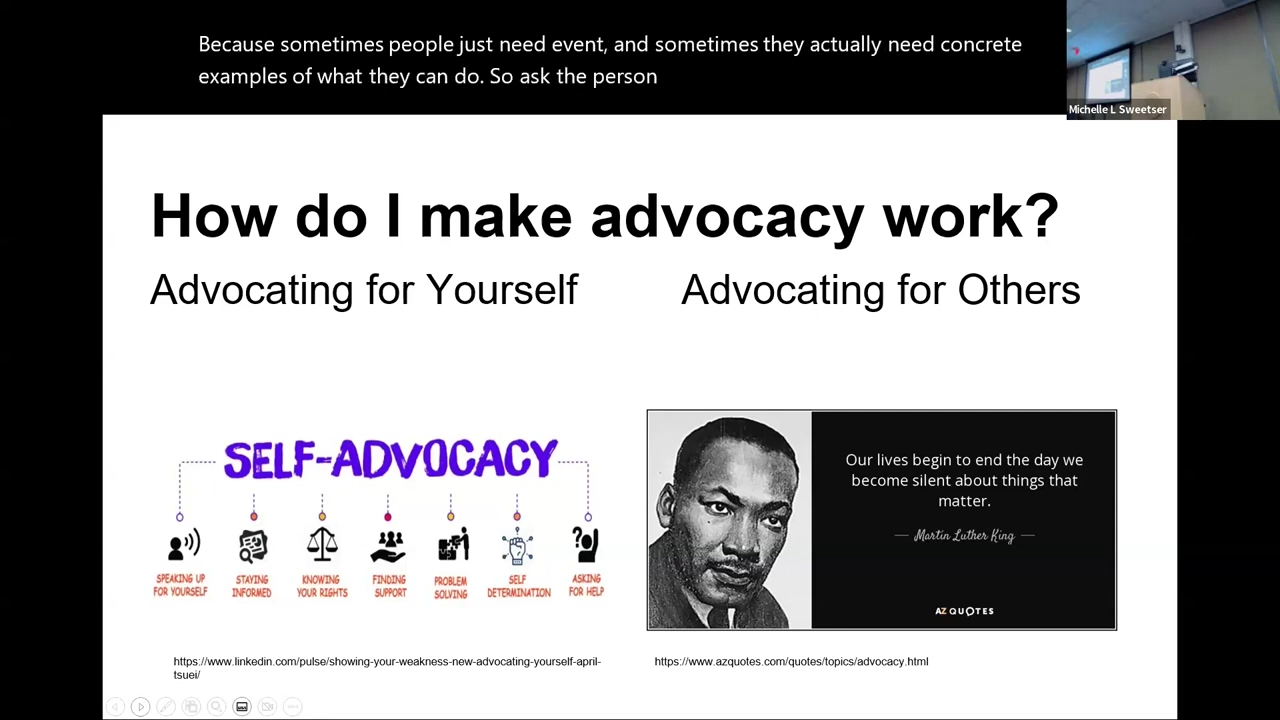 Because sometimes people just need event, and sometimes they actually need concrete
examples of what they can do. So ask the person
Michelle L Sweetser
How do I make advocacy work?
Advocating for Yourself
Advocating for Others
SELF-ADVOCACY
SPEAKING UP
FOR YOURSELF
STAYING
INFORMED
KNOWING
YOUR RIGHTS
FINDING
SUPPORT
PROBLEM
SOLVING
SELF
DETERMINATION
ASKING
FOR HELP
Our lives begin to end the day we
become silent about things that
matter.
— Martin Luther King —
AZ QUOTES
https://www.linkedin.com/pulse/showing-your-weakness-new-advocating-yourself-april-
tsuei/
https://www.azquotes.com/quotes/topics/advocacy.html